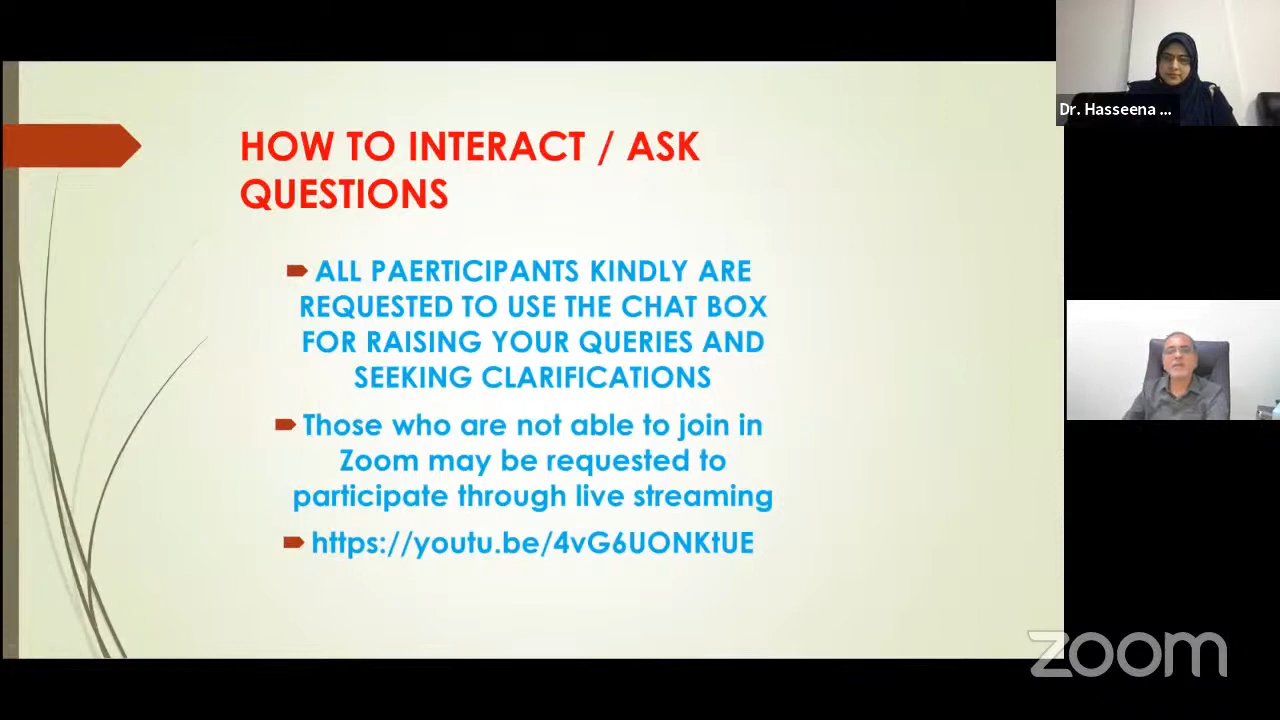 HOW TO INTERACT / ASK
QUESTIONS
ALL PAERTICIPANTS KINDLY ARE
REQUESTED TO USE THE CHAT BOX
FOR RAISING YOUR QUERIES AND
SEEKING CLARIFICATIONS
Those who are not able to join in
Zoom may be requested to
participate through live streaming
https://youtu.be/4vG6UONKtUE
Dr. Hasseena ...
zoom